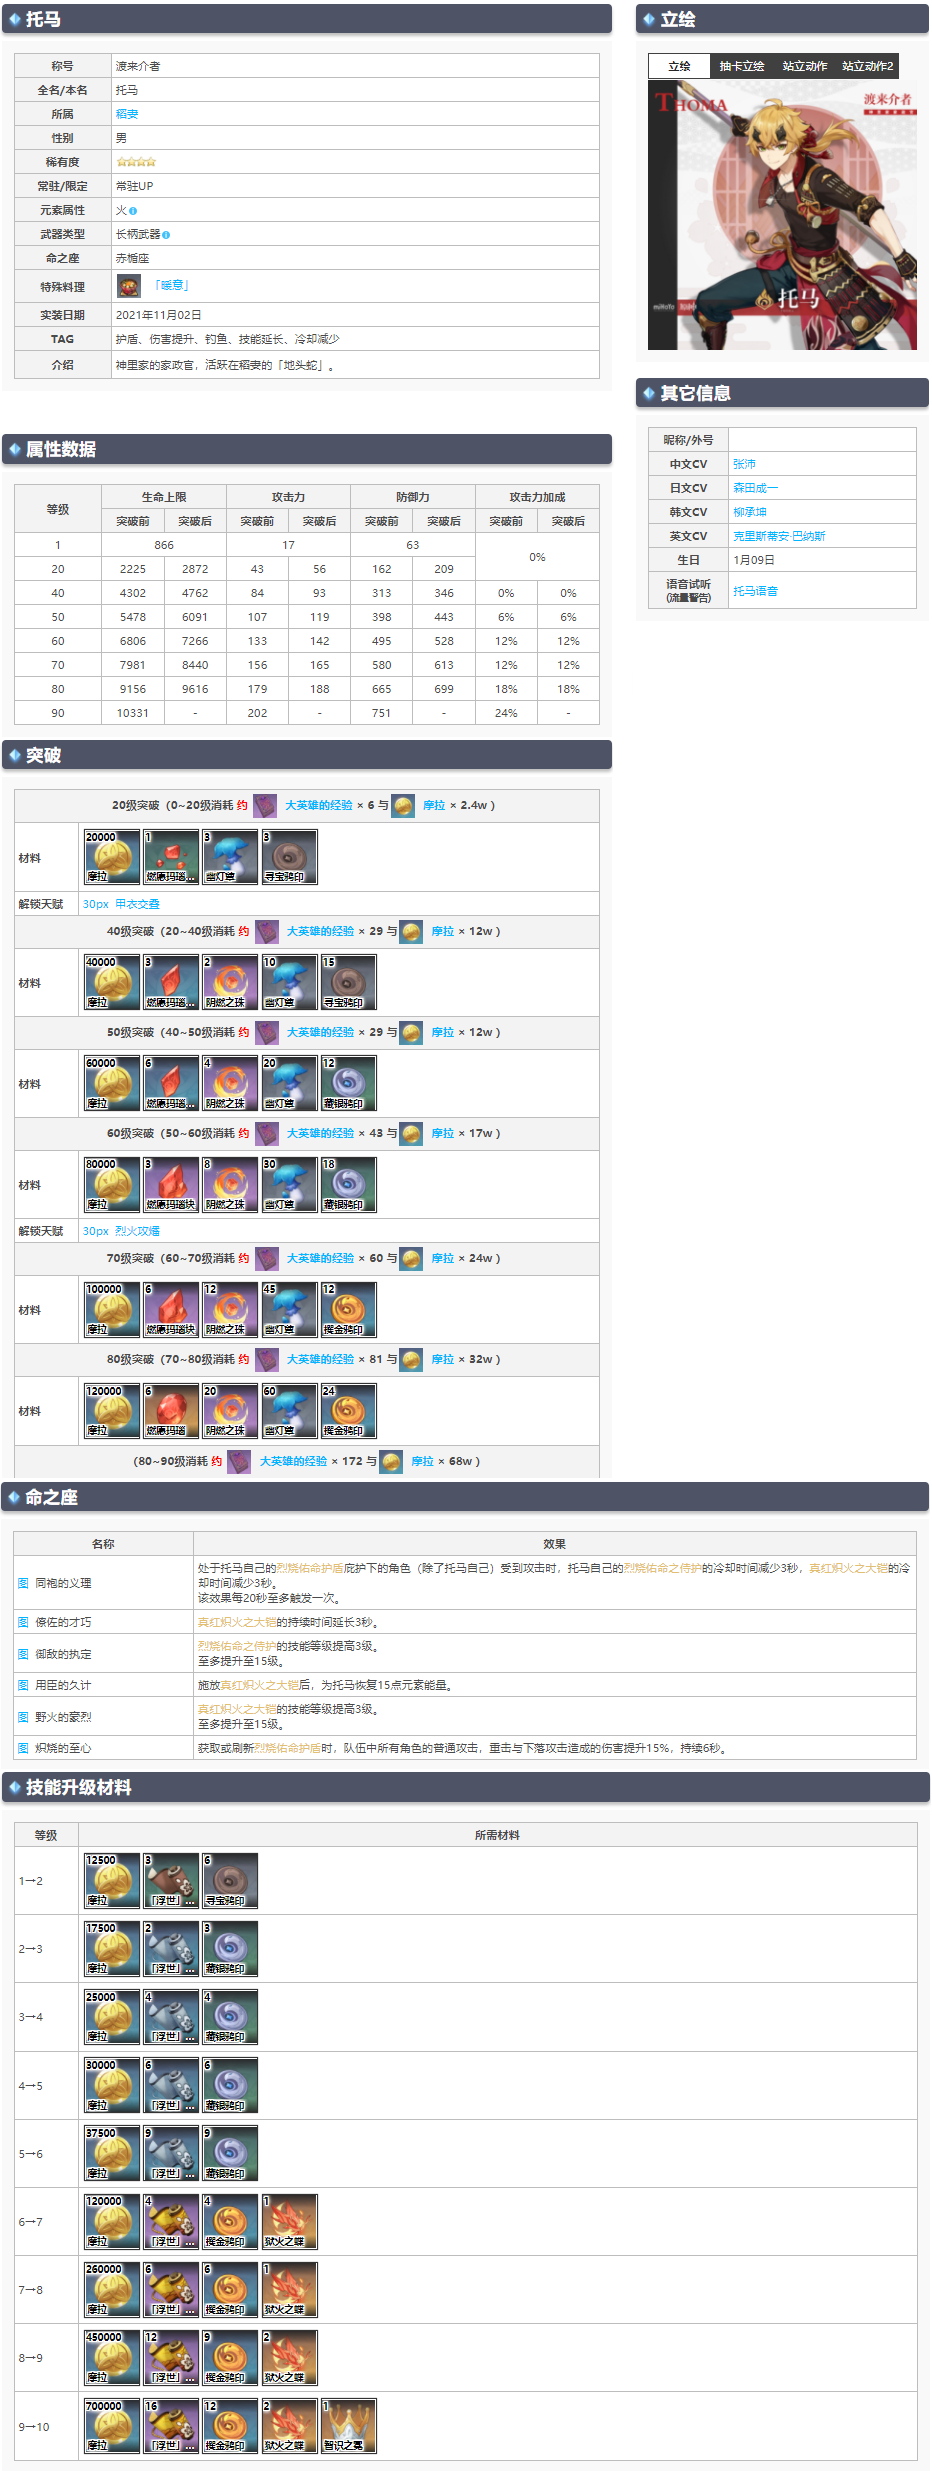 托马
称号 渡来介者
全名/本名 托马
所属 稻妻
性别 男
稀有度
常驻/限定 常驻UP
元素属性 火
武器类型 长柄武器
命之座 赤楯座
特殊料理 「暖意」
实装日期 2021年11月02日
TAG 护盾、伤害提升、钓鱼、技能延长、冷却减少
介绍 神里家的家政官，活跃在稻妻的「地头蛇」。
立绘
立绘 抽卡立绘 站立动作 站立动作2
THOMA
渡来介者
miHoYo
托马
其它信息
昵称/外号
中文CV 张沛
日文CV 森田成一
韩文CV 柳承坤
英文CV 克里斯蒂安·巴纳斯
生日 1月09日
语音试听
(流量警告)
托马语音
属性数据
等级 生命上限 攻击力 防御力 攻击力加成
突破前 突破后 突破前 突破后 突破前 突破后 突破前 突破后
1 866 17 63 0%
20 2225 2872 43 56 162 209
40 4302 4762 84 93 313 346 0% 0%
50 5478 6091 107 119 398 443 6% 6%
60 6806 7266 133 142 495 528 12% 12%
70 7981 8440 156 165 580 613 12% 12%
80 9156 9616 179 188 665 699 18% 18%
90 10331 - 202 - 751 - 24% -
突破
20级突破（0~20级消耗 约 大英雄的经验 × 6 与 摩拉 × 2.4w ）
材料
20000 1 3 3
摩拉 燃愿玛瑙... 幽灯蕈 寻宝鸦印
解锁天赋 30px 甲衣交叠
40级突破（20~40级消耗 约 大英雄的经验 × 29 与 摩拉 × 12w ）
材料
40000 3 2 10 15
摩拉 燃愿玛瑙... 阴燃之珠 幽灯蕈 寻宝鸦印
50级突破（40~50级消耗 约 大英雄的经验 × 29 与 摩拉 × 12w ）
材料
60000 6 4 20 12
摩拉 燃愿玛瑙... 阴燃之珠 幽灯蕈 藏银鸦印
60级突破（50~60级消耗 约 大英雄的经验 × 43 与 摩拉 × 17w ）
材料
80000 3 8 30 18
摩拉 燃愿玛瑙块 阴燃之珠 幽灯蕈 藏银鸦印
解锁天赋 30px 烈火攻燔
70级突破（60~70级消耗 约 大英雄的经验 × 60 与 摩拉 × 24w ）
材料
100000 6 12 45 12
摩拉 燃愿玛瑙块 阴燃之珠 幽灯蕈 攫金鸦印
80级突破（70~80级消耗 约 大英雄的经验 × 81 与 摩拉 × 32w ）
材料
120000 6 20 60 24
摩拉 燃愿玛瑙 阴燃之珠 幽灯蕈 攫金鸦印
（80~90级消耗 约 大英雄的经验 × 172 与 摩拉 × 68w ）
命之座
名称 效果
图 同袍的义理
处于托马自己的烈烧佑命护盾庇护下的角色（除了托马自己）受到攻击时，托马自己的烈烧佑命之侍护的冷却时间减少3秒，真红炽火之大铠的冷
却时间减少3秒。
该效果每20秒至多触发一次。
图 僚佐的才巧 真红炽火之大铠的持续时间延长3秒。
图 御敌的执定
烈烧佑命之侍护的技能等级提高3级。
至多提升至15级。
图 用臣的久计 施放真红炽火之大铠后，为托马恢复15点元素能量。
图 野火的豪烈
真红炽火之大铠的技能等级提高3级。
至多提升至15级。
图 炽烧的至心 获取或刷新烈烧佑命护盾时，队伍中所有角色的普通攻击，重击与下落攻击造成的伤害提升15%，持续6秒。
技能升级材料
等级 所需材料
1→2
12500 3 6
摩拉 「浮世」... 寻宝鸦印
2→3
17500 2 3
摩拉 「浮世」... 藏银鸦印
3→4
25000 4 4
摩拉 「浮世」... 藏银鸦印
4→5
30000 6 6
摩拉 「浮世」... 藏银鸦印
5→6
37500 9 9
摩拉 「浮世」... 藏银鸦印
6→7
120000 4 4 1
摩拉 「浮世」... 攫金鸦印 狱火之蝶
7→8
260000 6 6 1
摩拉 「浮世」... 攫金鸦印 狱火之蝶
8→9
450000 12 9 2
摩拉 「浮世」... 攫金鸦印 狱火之蝶
9→10
700000 16 12 2 1
摩拉 「浮世」... 攫金鸦印 狱火之蝶 智识之冕